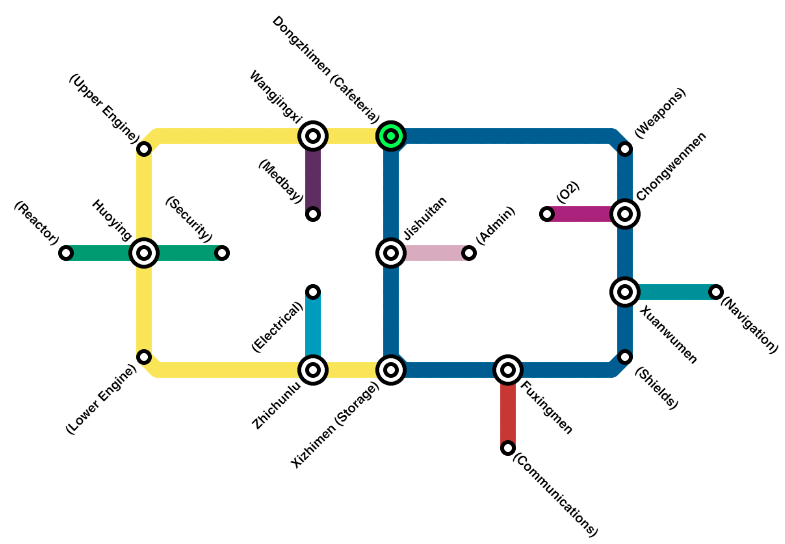 Dongzhimen (Cafeteria)
Wangjingxi
(Upper Engine)
(Weapons)
Chongwenmen
(Medbay)
(O2)
(Reactor)
Huoying
(Security)
Jishuitan
(Admin)
(Electrical)
Xuanwumen
(Navigation)
(Lower Engine)
Zhichunlu
Xizhimen (Storage)
Fuxingmen
(Shields)
(Communications)